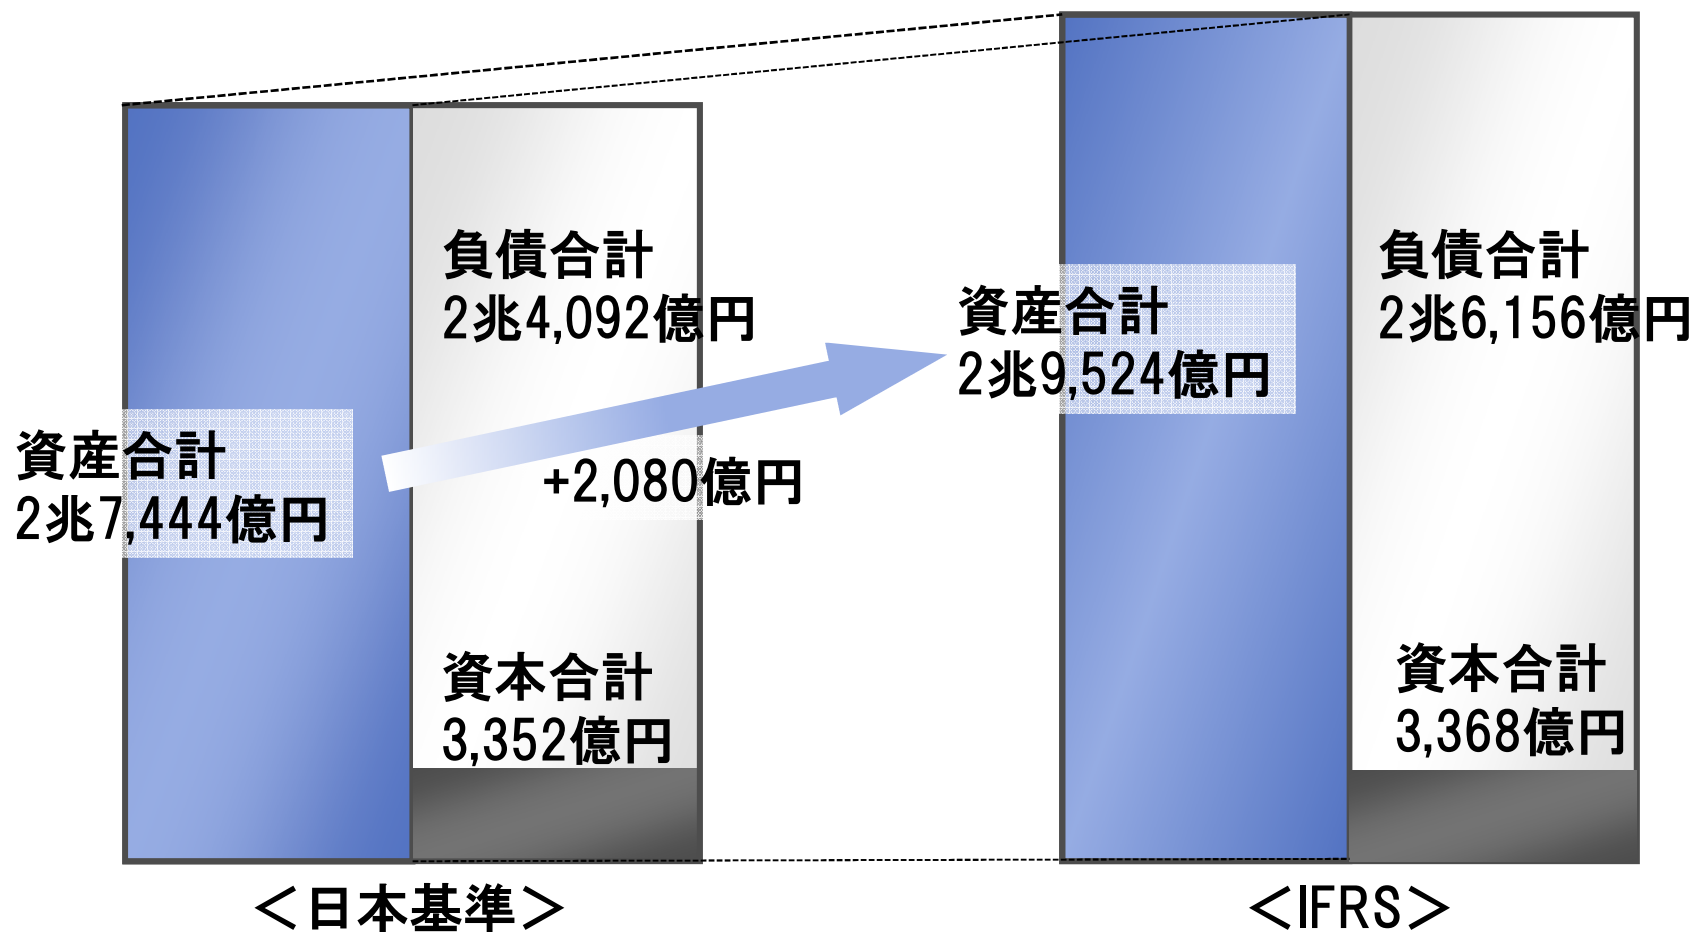 負債合計
2兆4,092億円
資産合計
2兆7,444億円
+2,080億円
資本合計
3,352億円
<日本基準>
資産合計
2兆9,524億円
負債合計
2兆6,156億円
資本合計
3,368億円
<IFRS>